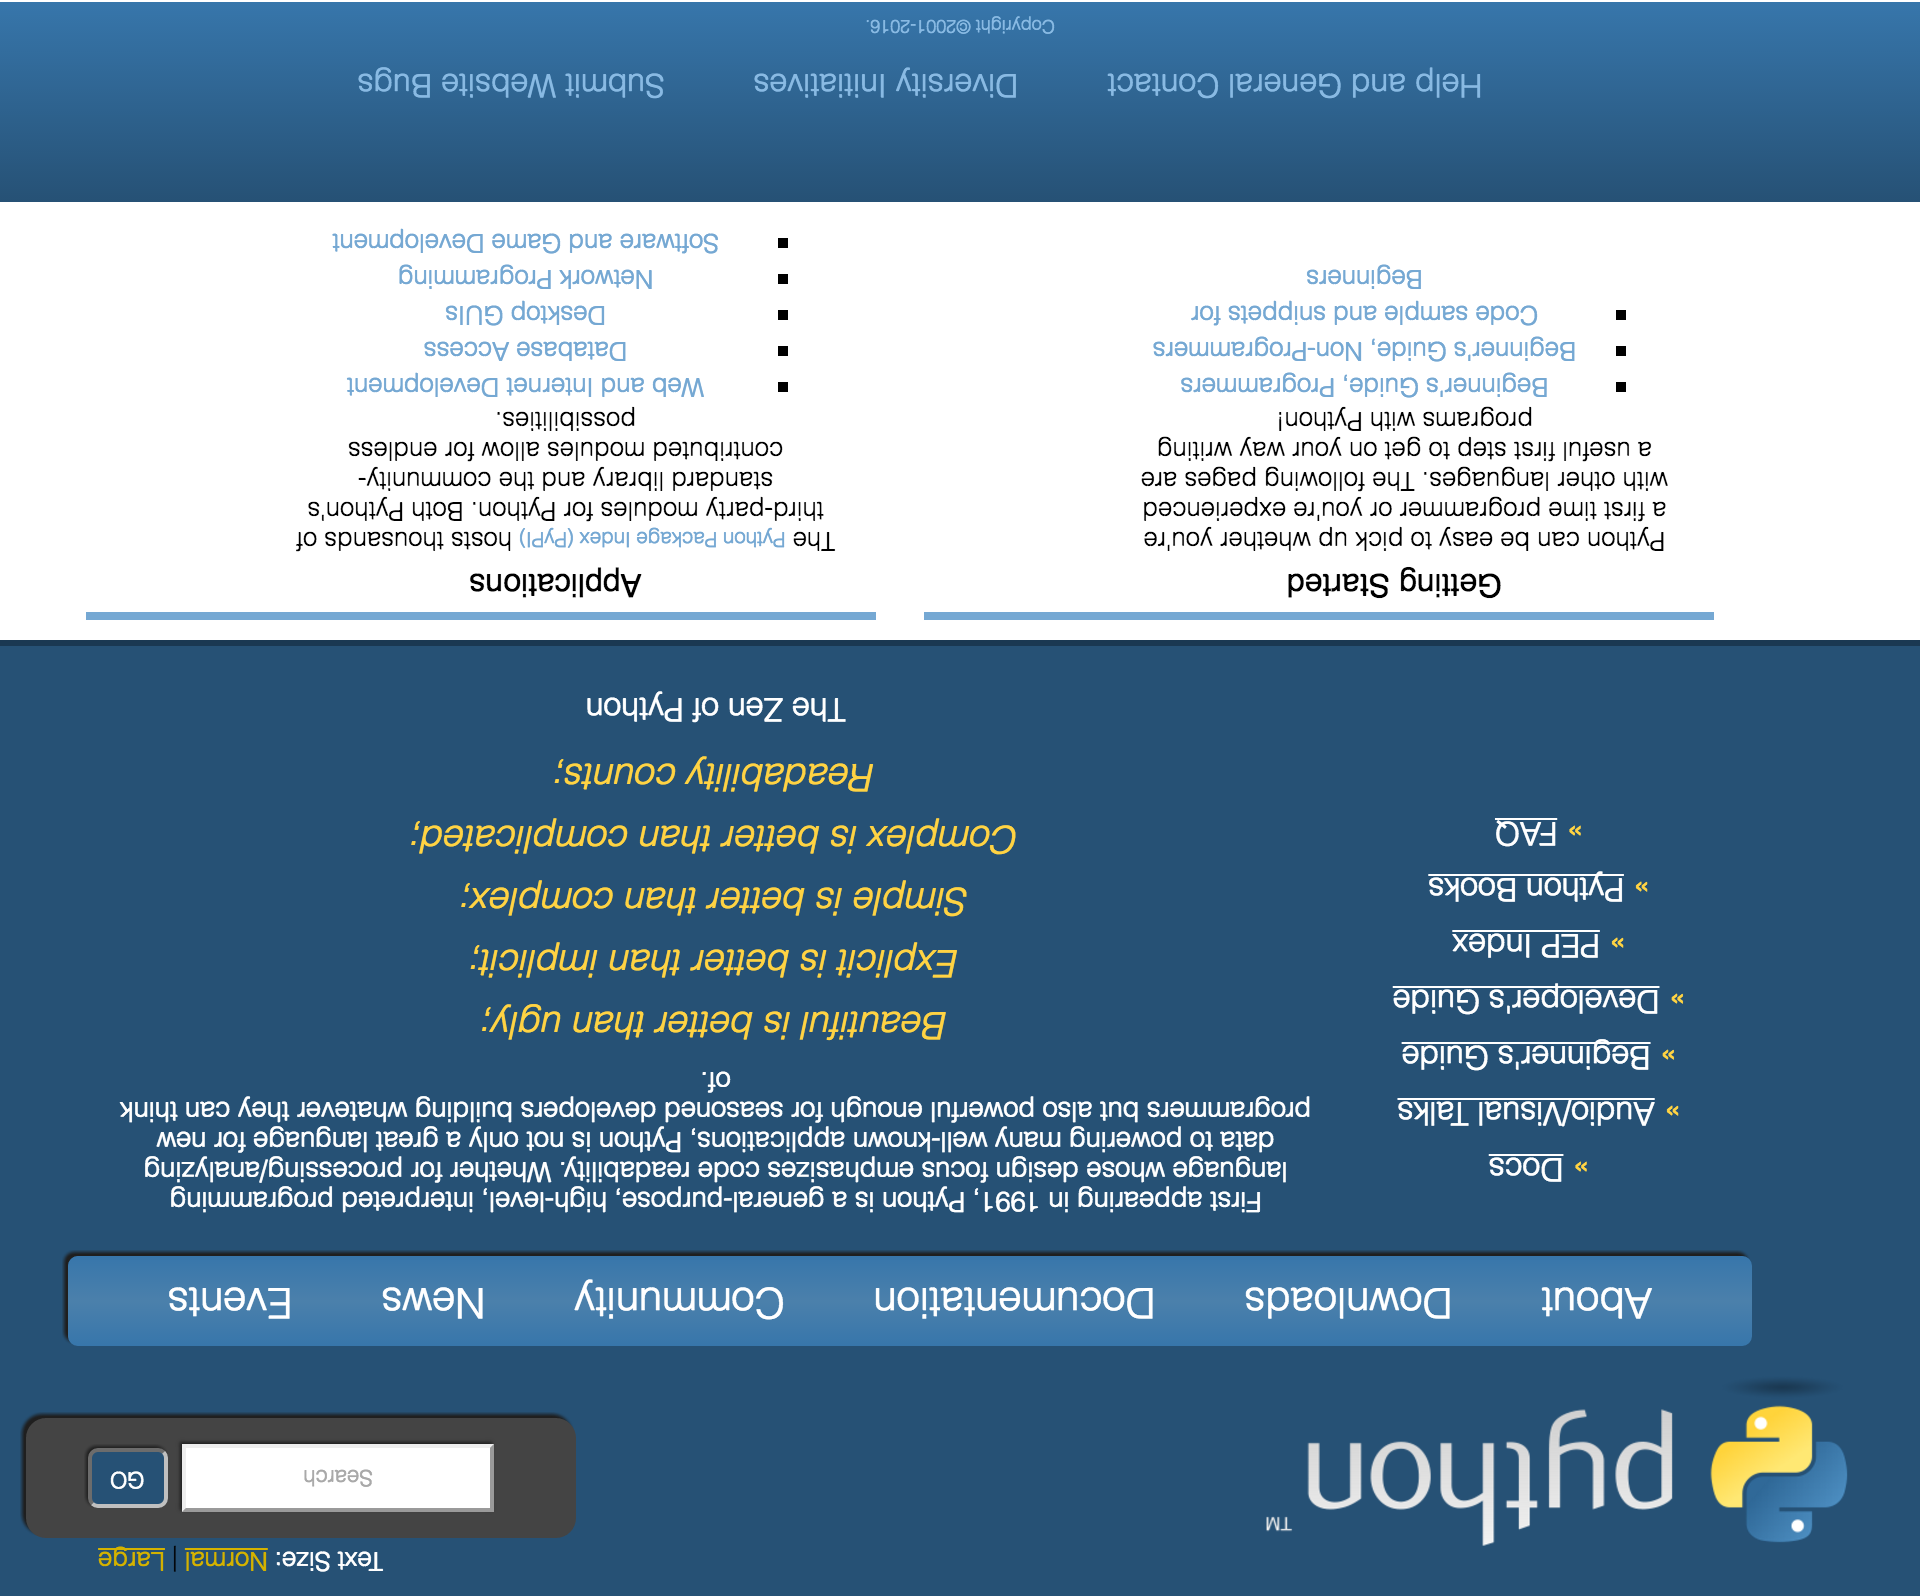 Text Size: Normal | Large
python™
Search GO
About Downloads Documentation Community News Events
» Docs
» Audio/Visual Talks
» Beginner's Guide
» Developer's Guide
» PEP Index
» Python Books
» FAQ
First appearing in 1991, Python is a general-purpose, high-level, interpreted programming
language whose design focus emphasizes code readability. Whether for processing/analyzing
data to powering many well-known applications, Python is not only a great language for new
programmers but also powerful enough for seasoned developers building whatever they can think
of.
Beautiful is better than ugly;
Explicit is better than implicit;
Simple is better than complex;
Complex is better than complicated;
Readability counts;
The Zen of Python
Getting Started
Python can be easy to pick up whether you're
a first time programmer or you're experienced
with other languages. The following pages are
a useful first step to get on your way writing
programs with Python!
Beginner's Guide, Programmers
Beginner's Guide, Non-Programmers
Code sample and snippets for
Beginners
Applications
The Python Package Index (PyPI) hosts thousands of
third-party modules for Python. Both Python's
standard library and the community-
contributed modules allow for endless
possibilities.
Web and Internet Development
Database Access
Desktop GUIs
Network Programming
Software and Game Development
Help and General Contact Diversity Initiatives Submit Website Bugs
Copyright ©2001-2016.